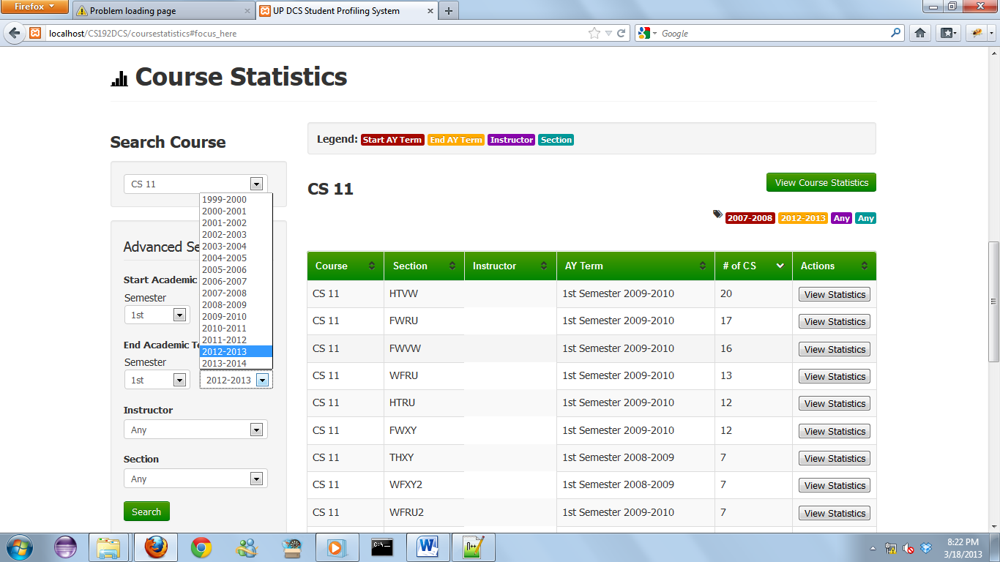 Firefox
Problem loading page
UP DCS Student Profiling System
localhost/CS192DCS/coursestatistics#focus_here
Google
Course Statistics
Search Course
CS 11
1999-2000
2000-2001
2001-2002
2002-2003
2003-2004
2004-2005
2005-2006
2006-2007
2007-2008
2008-2009
2009-2010
2010-2011
2011-2012
2012-2013
2013-2014
Advanced Se
Start Academic
Semester
1st
End Academic Te
Semester
1st 2012-2013
Instructor
Any
Section
Any
Search
Legend: Start AY Term End AY Term Instructor Section
CS 11
View Course Statistics
2007-2008 2012-2013 Any Any
Course Section Instructor AY Term # of CS Actions
CS 11 HTVW 1st Semester 2009-2010 20 View Statistics
CS 11 FWRU 1st Semester 2009-2010 17 View Statistics
CS 11 FWVW 1st Semester 2009-2010 16 View Statistics
CS 11 WFRU 1st Semester 2009-2010 13 View Statistics
CS 11 HTRU 1st Semester 2009-2010 12 View Statistics
CS 11 FWXY 1st Semester 2009-2010 12 View Statistics
CS 11 THXY 1st Semester 2008-2009 7 View Statistics
CS 11 WFXY2 1st Semester 2008-2009 7 View Statistics
CS 11 WFRU2 1st Semester 2009-2010 7 View Statistics
8:22 PM
3/18/2013